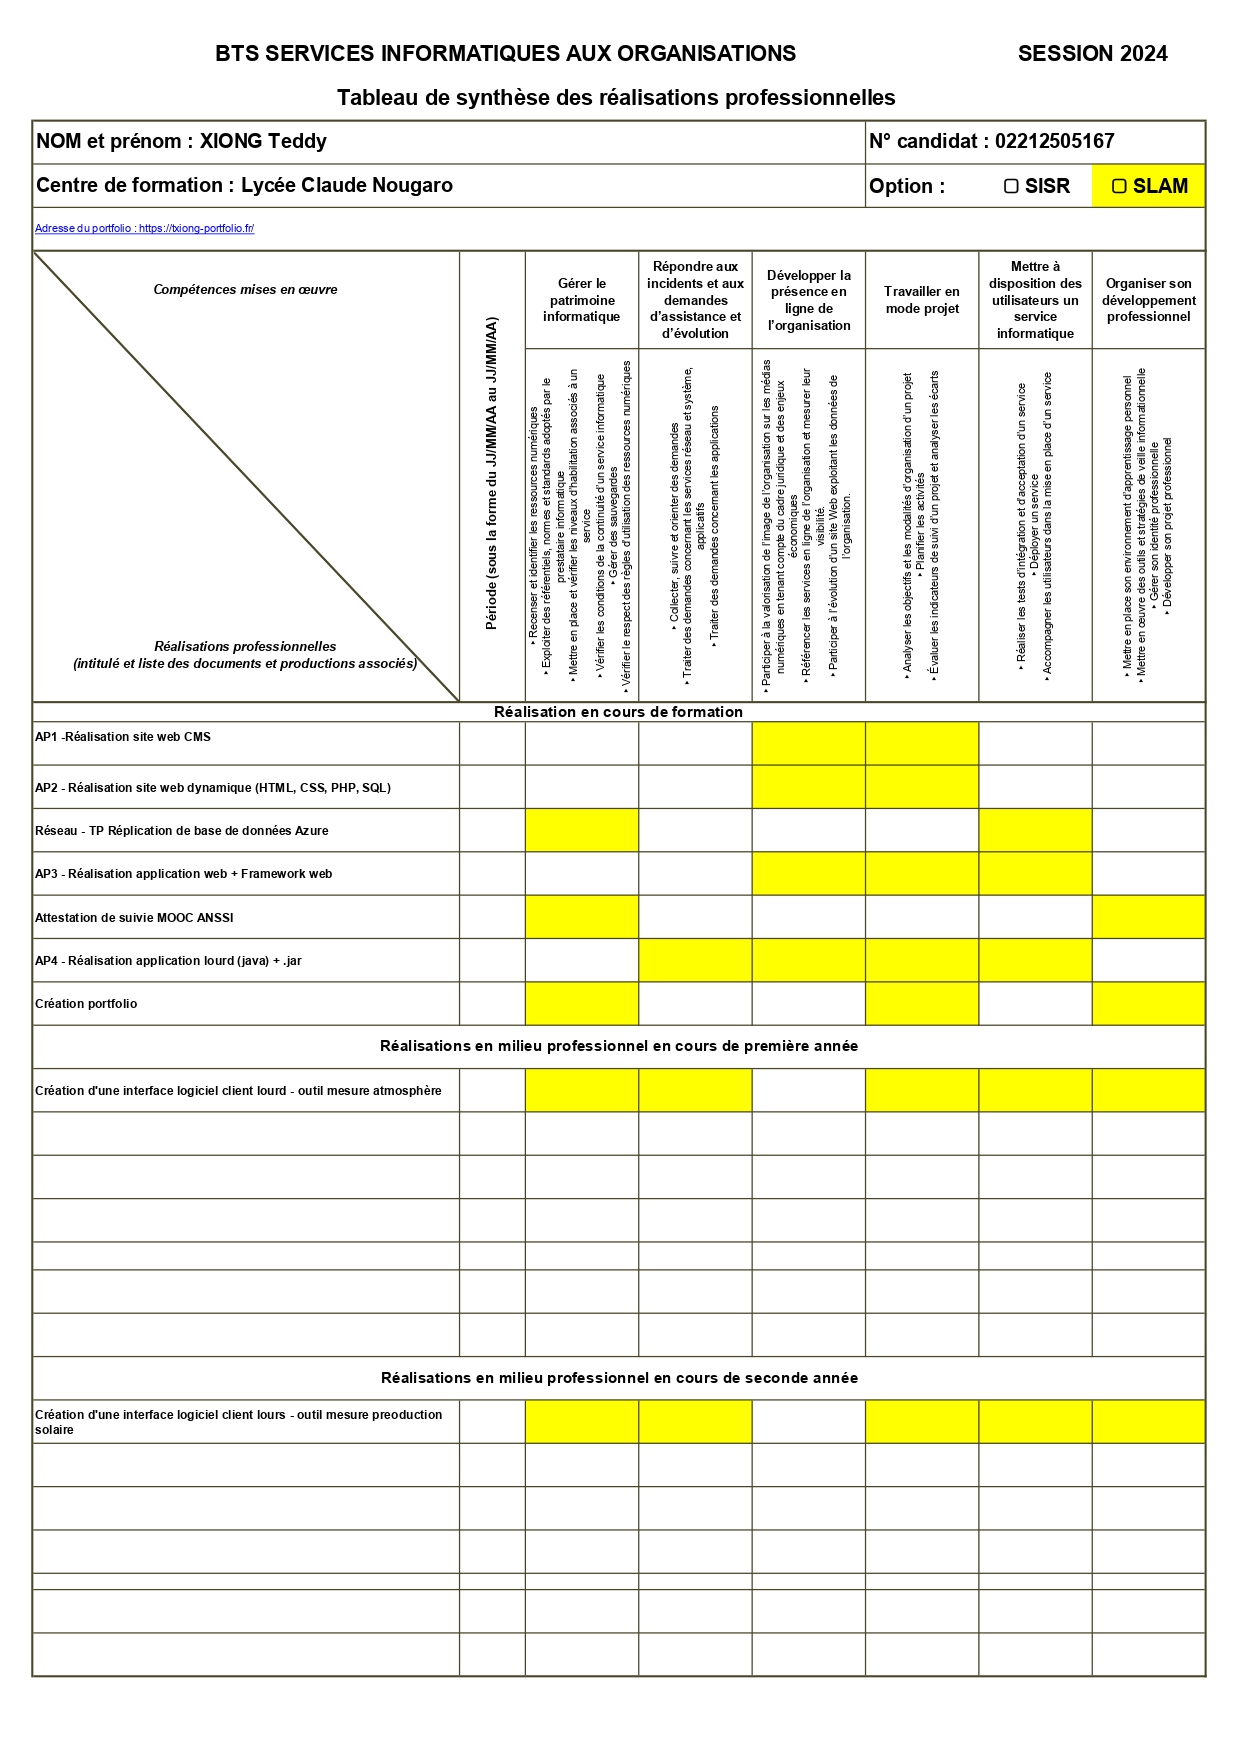 BTS SERVICES INFORMATIQUES AUX ORGANISATIONS SESSION 2024
Tableau de synthèse des réalisations professionnelles
NOM et prénom : XIONG Teddy
N° candidat : 02212505167
Centre de formation : Lycée Claude Nougaro
Option : ▢ SISR ▢ SLAM
Adresse du portfolio : https://txiong-portfolio.fr/
Compétences mises en œuvre
Réalisations professionnelles
(intitulé et liste des documents et productions associés)
Période (sous la forme du JJ/MM/AA au JJ/MM/AA)
Gérer le
patrimoine
informatique
Répondre aux
incidents et aux
demandes
d’assistance et
d’évolution
Développer la
présence en
ligne de
l’organisation
Travailler en
mode projet
Mettre à
disposition des
utilisateurs un
service
informatique
Organiser son
développement
professionnel
‣ Recenser et identifier les ressources numériques
‣ Exploiter des référentiels, normes et standards adoptés par le
prestataire informatique
‣ Mettre en place et vérifier les niveaux d’habilitation associés à un
service
‣ Vérifier les conditions de la continuité d’un service informatique
‣ Gérer des sauvegardes
‣ Vérifier le respect des règles d’utilisation des ressources numériques
‣ Collecter, suivre et orienter des demandes
‣ Traiter des demandes concernant les services réseau et système,
applicatifs
‣ Traiter des demandes concernant les applications
‣ Participer à la valorisation de l’image de l’organisation sur les médias
numériques en tenant compte du cadre juridique et des enjeux
économiques
‣ Référencer les services en ligne de l’organisation et mesurer leur
visibilité.
‣ Participer à l’évolution d’un site Web exploitant les données de
l’organisation.
‣ Analyser les objectifs et les modalités d’organisation d’un projet
‣ Planifier les activités
‣ Évaluer les indicateurs de suivi d’un projet et analyser les écarts
‣ Réaliser les tests d’intégration et d’acceptation d’un service
‣ Déployer un service
‣ Accompagner les utilisateurs dans la mise en place d’un service
‣ Mettre en place son environnement d’apprentissage personnel
‣ Mettre en œuvre des outils et stratégies de veille informationnelle
‣ Gérer son identité professionnelle
‣ Développer son projet professionnel
Réalisation en cours de formation
AP1 -Réalisation site web CMS
AP2 - Réalisation site web dynamique (HTML, CSS, PHP, SQL)
Réseau - TP Réplication de base de données Azure
AP3 - Réalisation application web + Framework web
Attestation de suivie MOOC ANSSI
AP4 - Réalisation application lourd (java) + .jar
Création portfolio
Réalisations en milieu professionnel en cours de première année
Création d'une interface logiciel client lourd - outil mesure atmosphère
Réalisations en milieu professionnel en cours de seconde année
Création d'une interface logiciel client lours - outil mesure preoduction
solaire